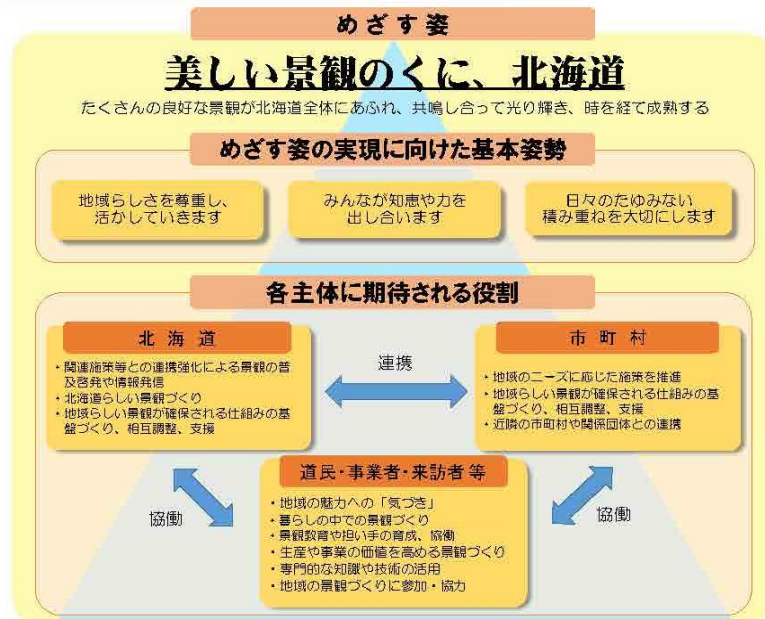 めざす姿
美しい景観のくに、北海道
たくさんの良好な景観が北海道全体にあふれ、共鳴し合って光り輝き、時を経て成熟する
めざす姿の実現に向けた基本姿勢
地域らしさを尊重し、
活かしていきます
みんなが知恵や力を
出し合います
日々のたゆみない
積み重ねを大切にします
各主体に期待される役割
北海道
・関連施策等との連携強化による景観の普
及啓発や情報発信
・北海道らしい景観づくり
・地域らしい景観が確保される仕組みの基
盤づくり、相互調整、支援
連携
市町村
・地域のニーズに応じた施策を推進
・地域らしい景観が確保される仕組みの基
盤づくり、相互調整、支援
・近隣の市町村や関係団体との連携
協働
道民・事業者・来訪者 等
・地域の魅力への「気づき」
・暮らしの中での景観づくり
・景観教育や担い手の育成、協働
・生産や事業の価値を高める景観づくり
・専門的な知識や技術の活用
・地域の景観づくりに参加・協力
協働